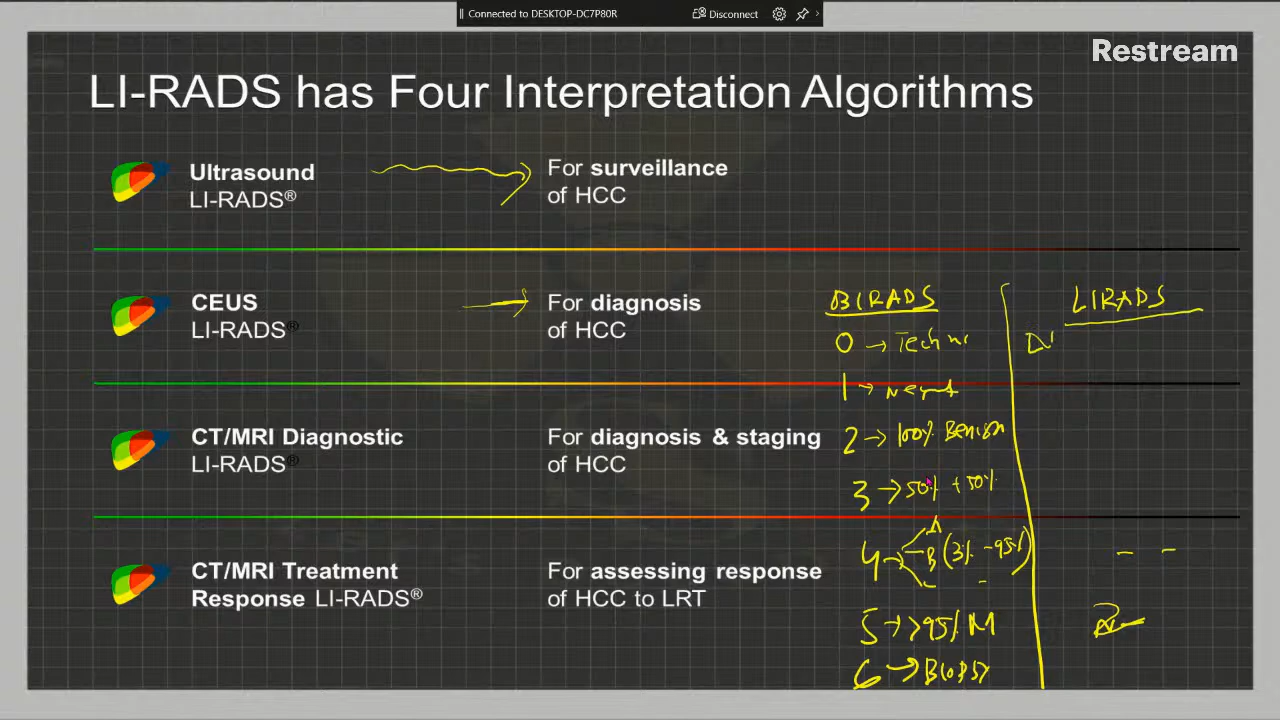 Connected to DESKTOP-DC7P80R Disconnect
Restream
LI-RADS has Four Interpretation Algorithms
Ultrasound
LI-RADS®
For surveillance
of HCC
CEUS
LI-RADS®
For diagnosis
of HCC
CT/MRI Diagnostic
LI-RADS®
For diagnosis & staging
of HCC
CT/MRI Treatment
Response LI-RADS®
For assessing response
of HCC to LRT
BIRADS
0 →
1 →
2 → 100% Benign
3 → 50% + 50%
4 A
B (3% - 95%)
5 → >95% M
6 → Biopsy
LIRADS
- -